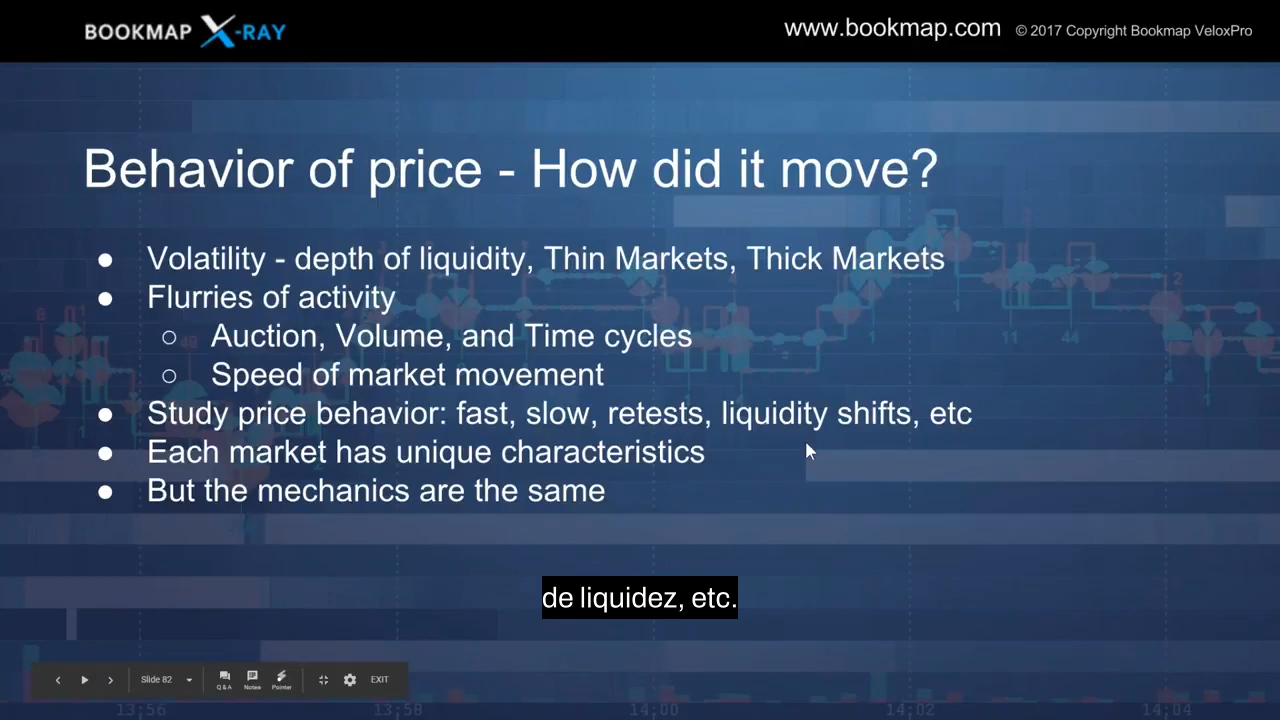 BOOKMAP X-RAY
www.bookmap.com © 2017 Copyright Bookmap VeloxPro
Behavior of price - How did it move?
● Volatility - depth of liquidity, Thin Markets, Thick Markets
● Flurries of activity
○ Auction, Volume, and Time cycles
○ Speed of market movement
● Study price behavior: fast, slow, retests, liquidity shifts, etc
● Each market has unique characteristics
● But the mechanics are the same
de liquidez, etc.
Slide 82 Q&A Notes Pointer EXIT
13:56 13:58 14:00 14:02 14:04